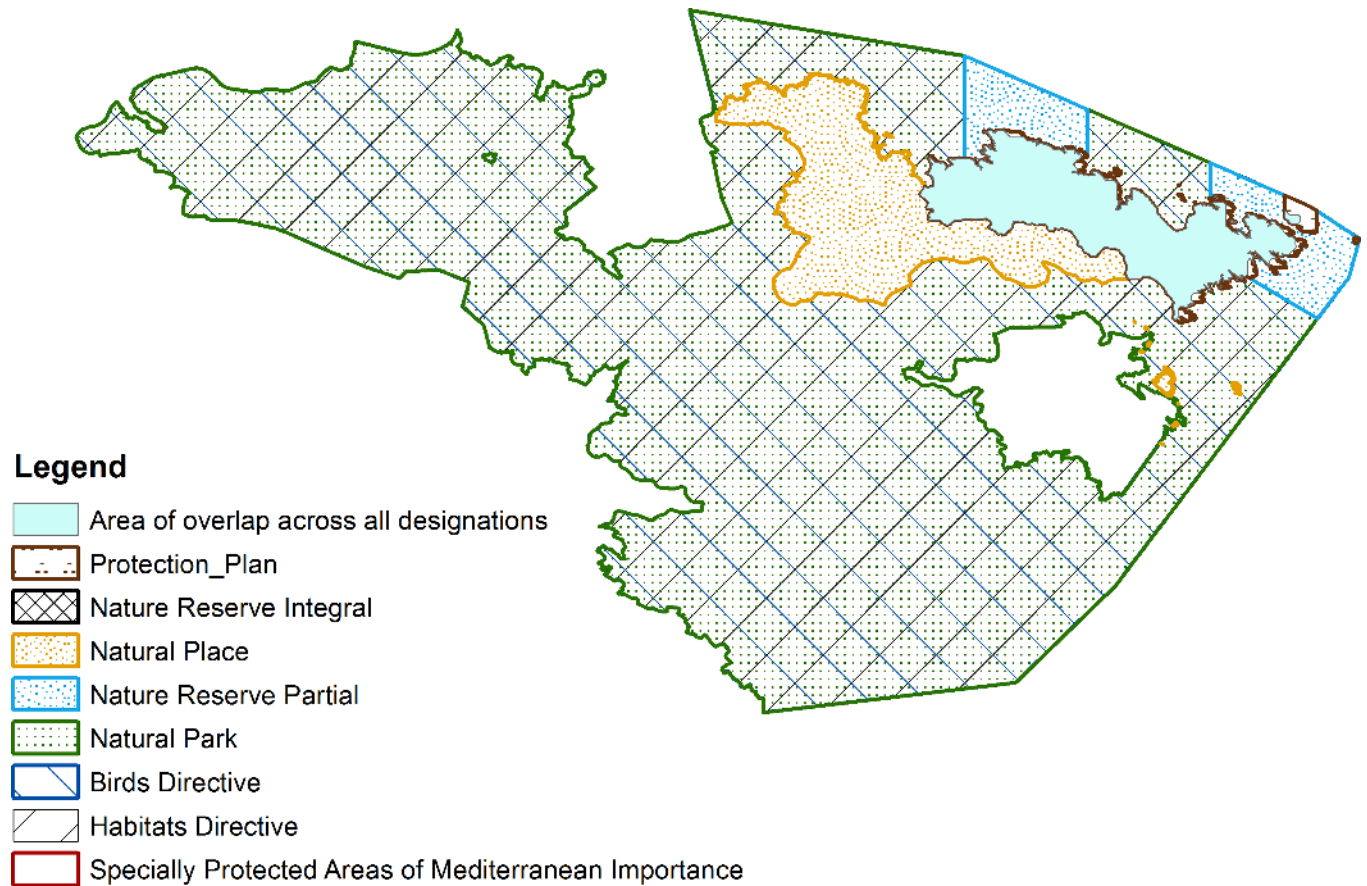 Legend
Area of overlap across all designations
Protection_Plan
Nature Reserve Integral
Natural Place
Nature Reserve Partial
Natural Park
Birds Directive
Habitats Directive
Specially Protected Areas of Mediterranean Importance